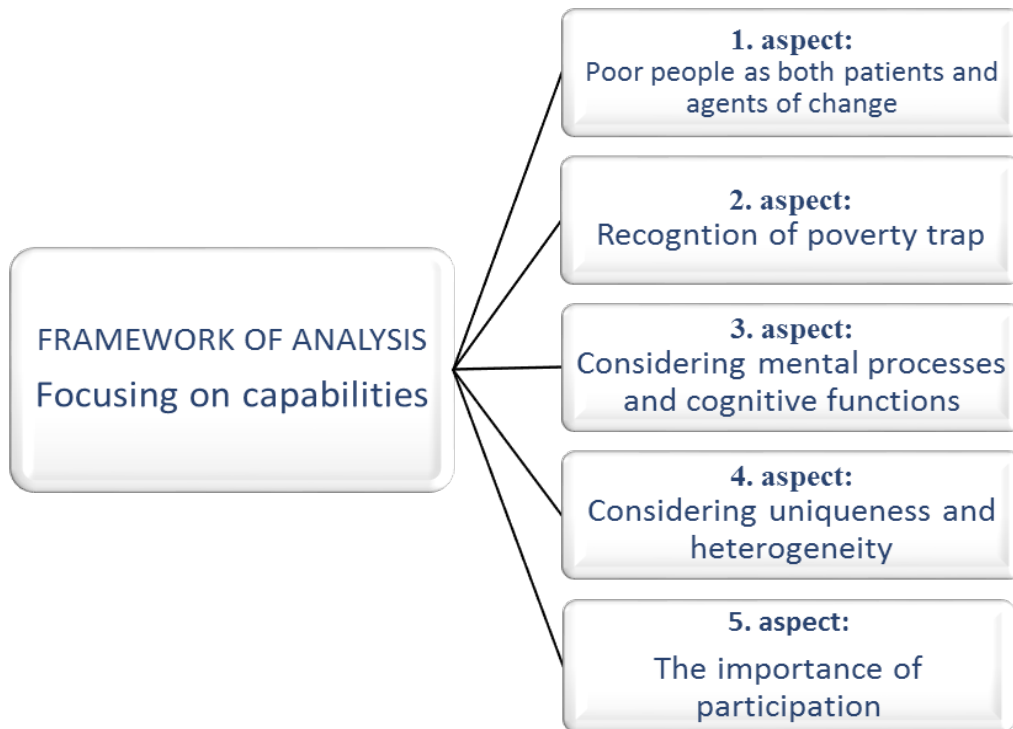 FRAMEWORK OF ANALYSIS
Focusing on capabilities
1. aspect:
Poor people as both patients and
agents of change
2. aspect:
Recogntion of poverty trap
3. aspect:
Considering mental processes
and cognitive functions
4. aspect:
Considering uniqueness and
heterogeneity
5. aspect:
The importance of
participation